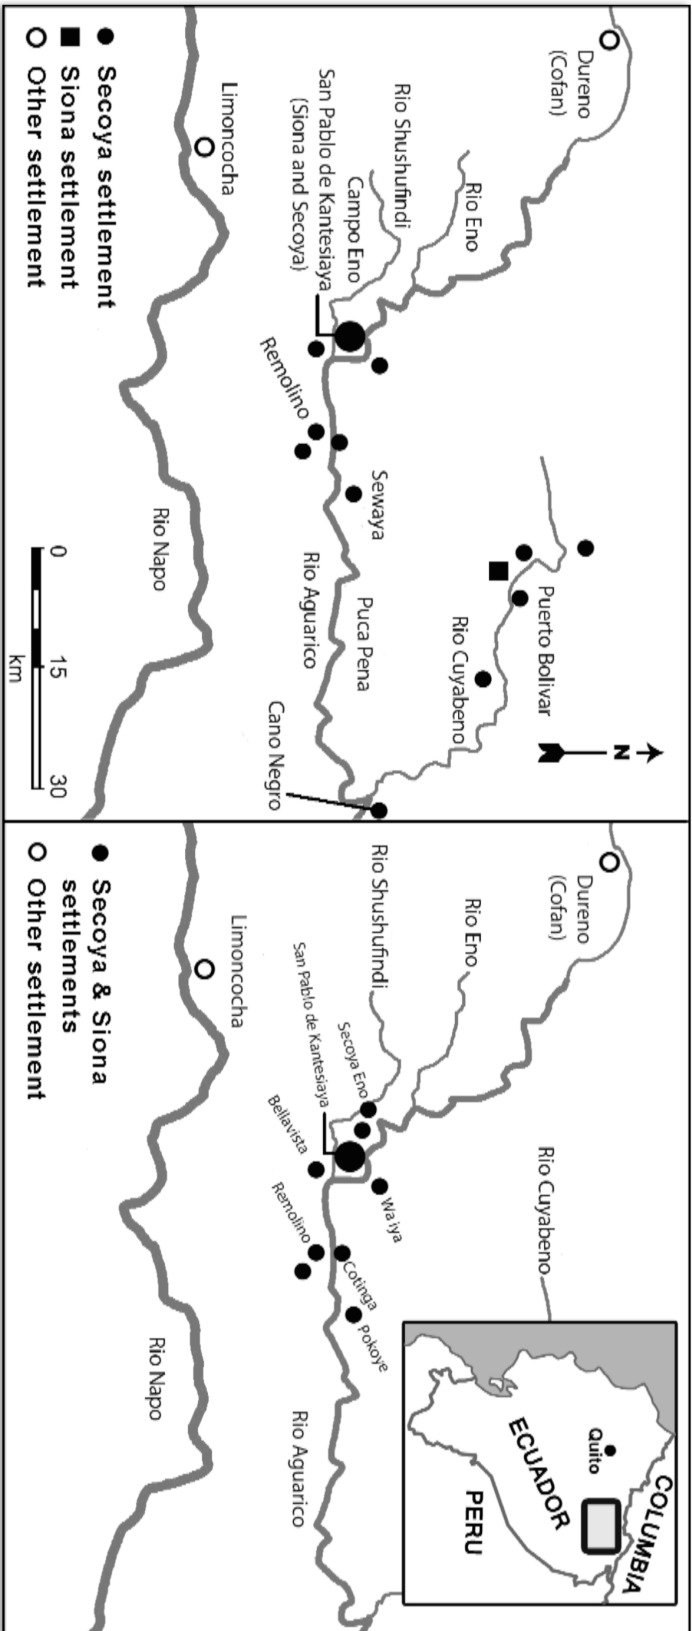 Dureno
(Cofan)
Rio Eno
Rio Shushufindi
Campo Eno
San Pablo de Kantesiaya
(Siona and Secoya)
Remolino
Sewaya
Puerto Bolivar
Rio Cuyabeno
Puca Pena
Rio Aguarico
Cano Negro
N
Limoncocha
Rio Napo
Secoya settlement
Siona settlement
Other settlement
0 15 30
km
Dureno
(Cofan)
Rio Eno
Rio Shushufindi
Secoya Eno
San Pablo de Kantesiaya
Bellavista
Wa iya
Remolino
Cotinga
Pokoye
Rio Cuyabeno
Rio Aguarico
Limoncocha
Rio Napo
Secoya & Siona
settlements
Other settlement
COLUMBIA
Quito
ECUADOR
PERU